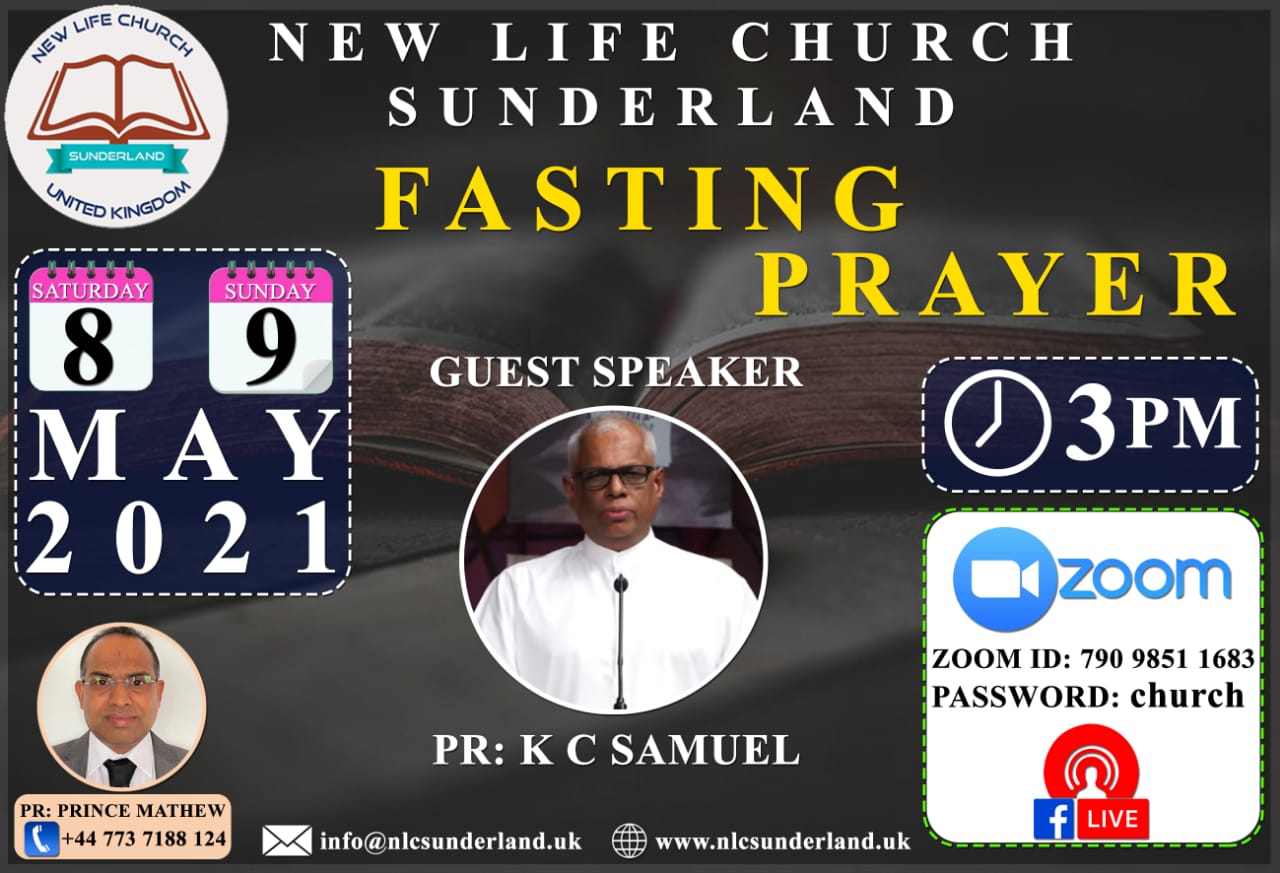 NEW LIFE CHURCH
SUNDERLAND
UNITED KINGDOM
NEW LIFE CHURCH
SUNDERLAND
FASTING
PRAYER
SATURDAY
8
SUNDAY
9
MAY
2021
GUEST SPEAKER
PR: K C SAMUEL
3PM
zoom
ZOOM ID: 790 9851 1683
PASSWORD: church
f LIVE
PR: PRINCE MATHEW
+44 773 7188 124
info@nlcsunderland.uk
www.nlcsunderland.uk